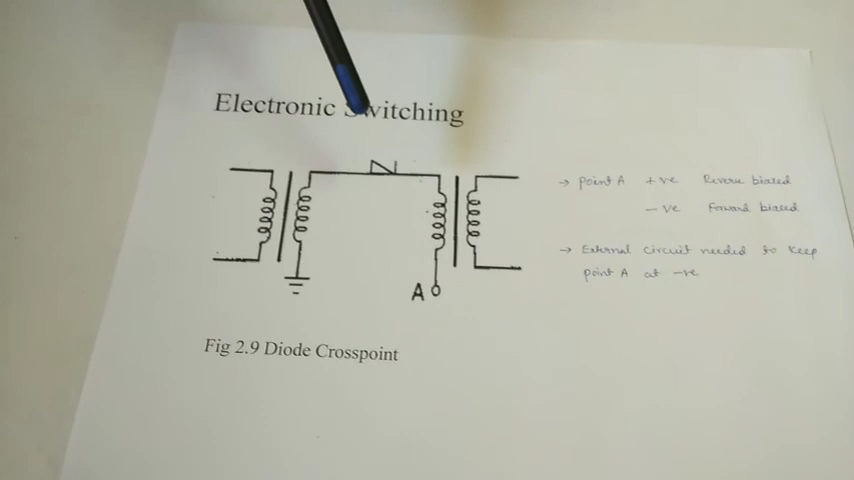 Electronic Switching
→ Point A +ve Reverse biased
-ve Forward biased
→ External circuit needed to keep
point A at -ve
A
Fig 2.9 Diode Crosspoint